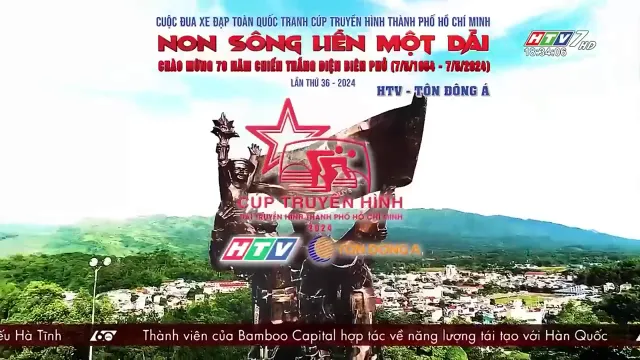 CUỘC ĐUA XE ĐẠP TOÀN QUỐC TRANH CÚP TRUYỀN HÌNH THÀNH PHỐ HỒ CHÍ MINH
HTV7 HD
18:34:06
NON SÔNG LIỀN MỘT DẢI
CHÀO MỪNG 70 NĂM CHIẾN THẮNG ĐIỆN BIÊN PHỦ (7/5/1954 - 7/5/2024)
LẦN THỨ 36 - 2024
HTV - TÔN ĐÔNG Á
CÚP TRUYỀN HÌNH
ĐÀI TRUYỀN HÌNH THÀNH PHỐ HỒ CHÍ MINH
2024
HTV TÔN ĐÔNG Á
Hà Tĩnh 60 Thành viên của Bamboo Capital hợp tác về năng lượng tái tạo với Hàn Quốc